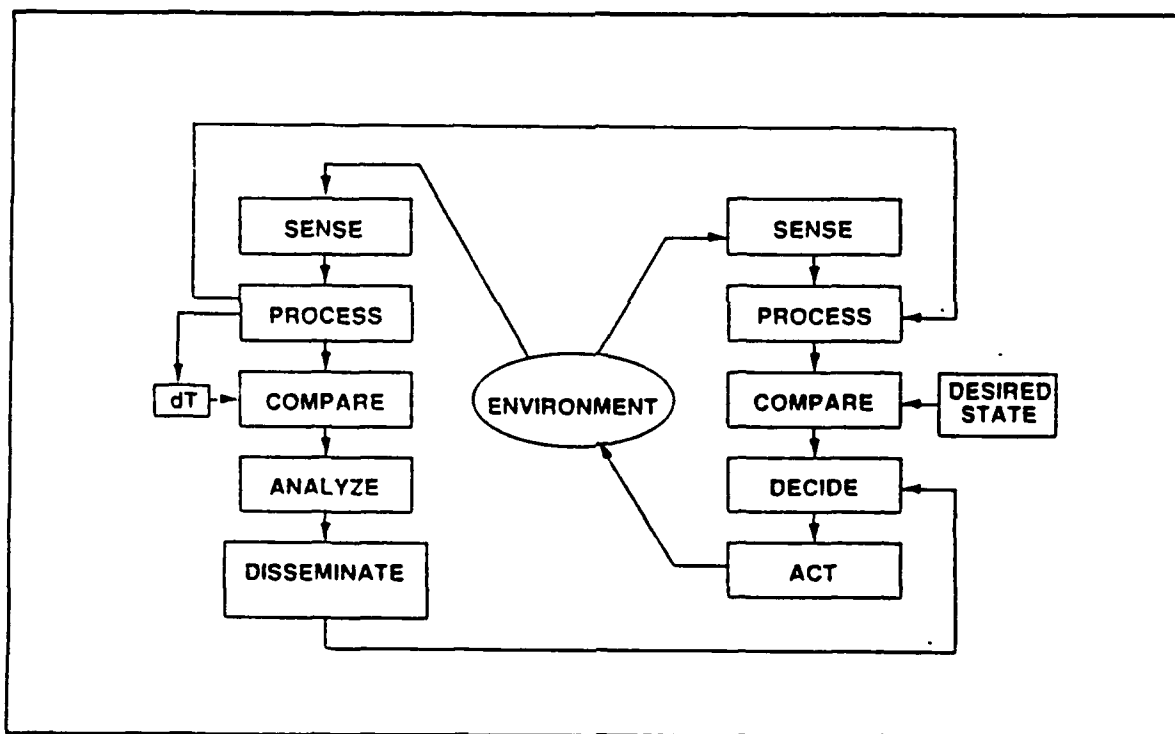 SENSE
PROCESS
dT
COMPARE
ANALYZE
DISSEMINATE
ENVIRONMENT
SENSE
PROCESS
COMPARE
DESIRED
STATE
DECIDE
ACT